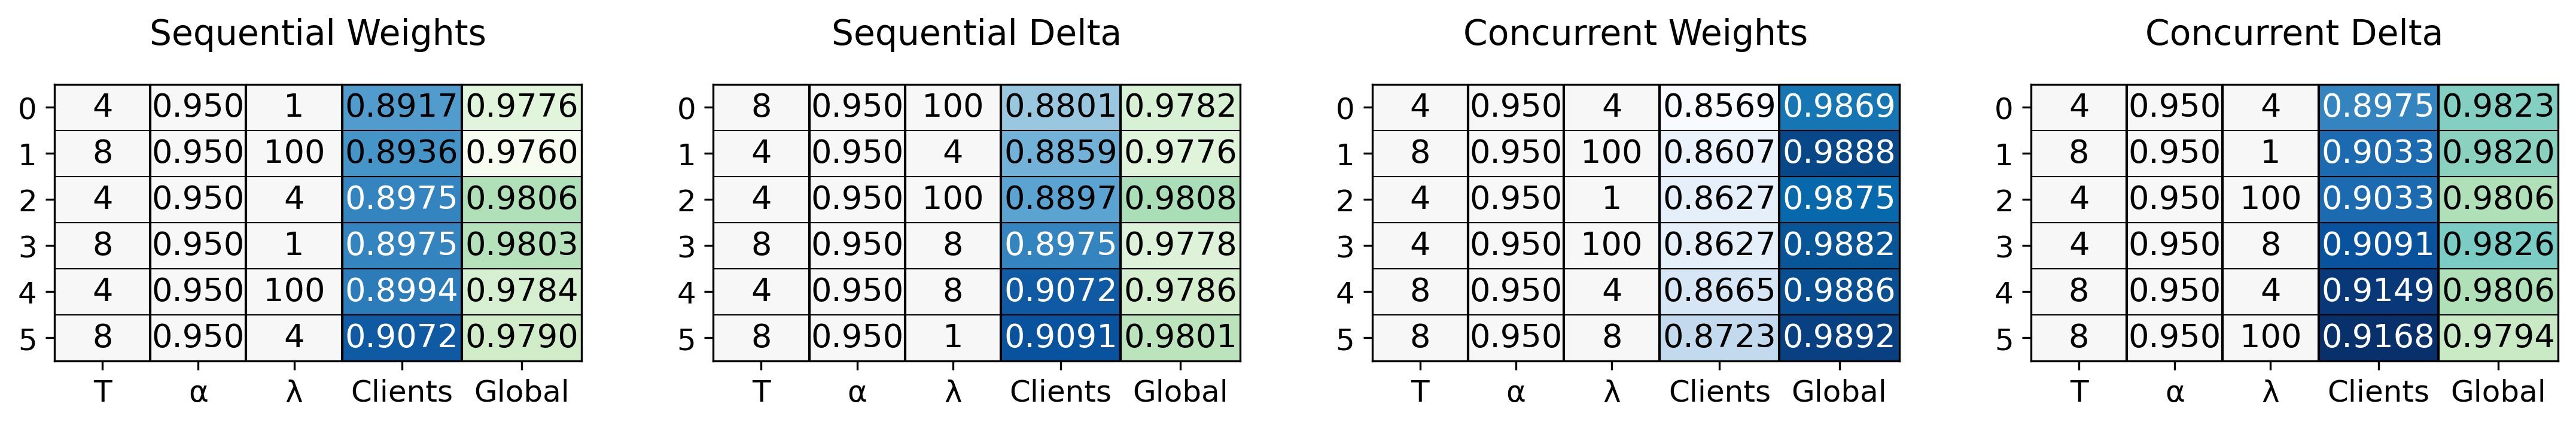 Sequential Weights
0 4 0.950 1 0.8917 0.9776
1 8 0.950 100 0.8936 0.9760
2 4 0.950 4 0.8975 0.9806
3 8 0.950 1 0.8975 0.9803
4 4 0.950 100 0.8994 0.9784
5 8 0.950 4 0.9072 0.9790
T α λ Clients Global
Sequential Delta
0 8 0.950 100 0.8801 0.9782
1 4 0.950 4 0.8859 0.9776
2 4 0.950 100 0.8897 0.9808
3 8 0.950 8 0.8975 0.9778
4 4 0.950 8 0.9072 0.9786
5 8 0.950 1 0.9091 0.9801
T α λ Clients Global
Concurrent Weights
0 4 0.950 4 0.8569 0.9869
1 8 0.950 100 0.8607 0.9888
2 4 0.950 1 0.8627 0.9875
3 4 0.950 100 0.8627 0.9882
4 8 0.950 4 0.8665 0.9886
5 8 0.950 8 0.8723 0.9892
T α λ Clients Global
Concurrent Delta
0 4 0.950 4 0.8975 0.9823
1 8 0.950 1 0.9033 0.9820
2 4 0.950 100 0.9033 0.9806
3 4 0.950 8 0.9091 0.9826
4 8 0.950 4 0.9149 0.9806
5 8 0.950 100 0.9168 0.9794
T α λ Clients Global